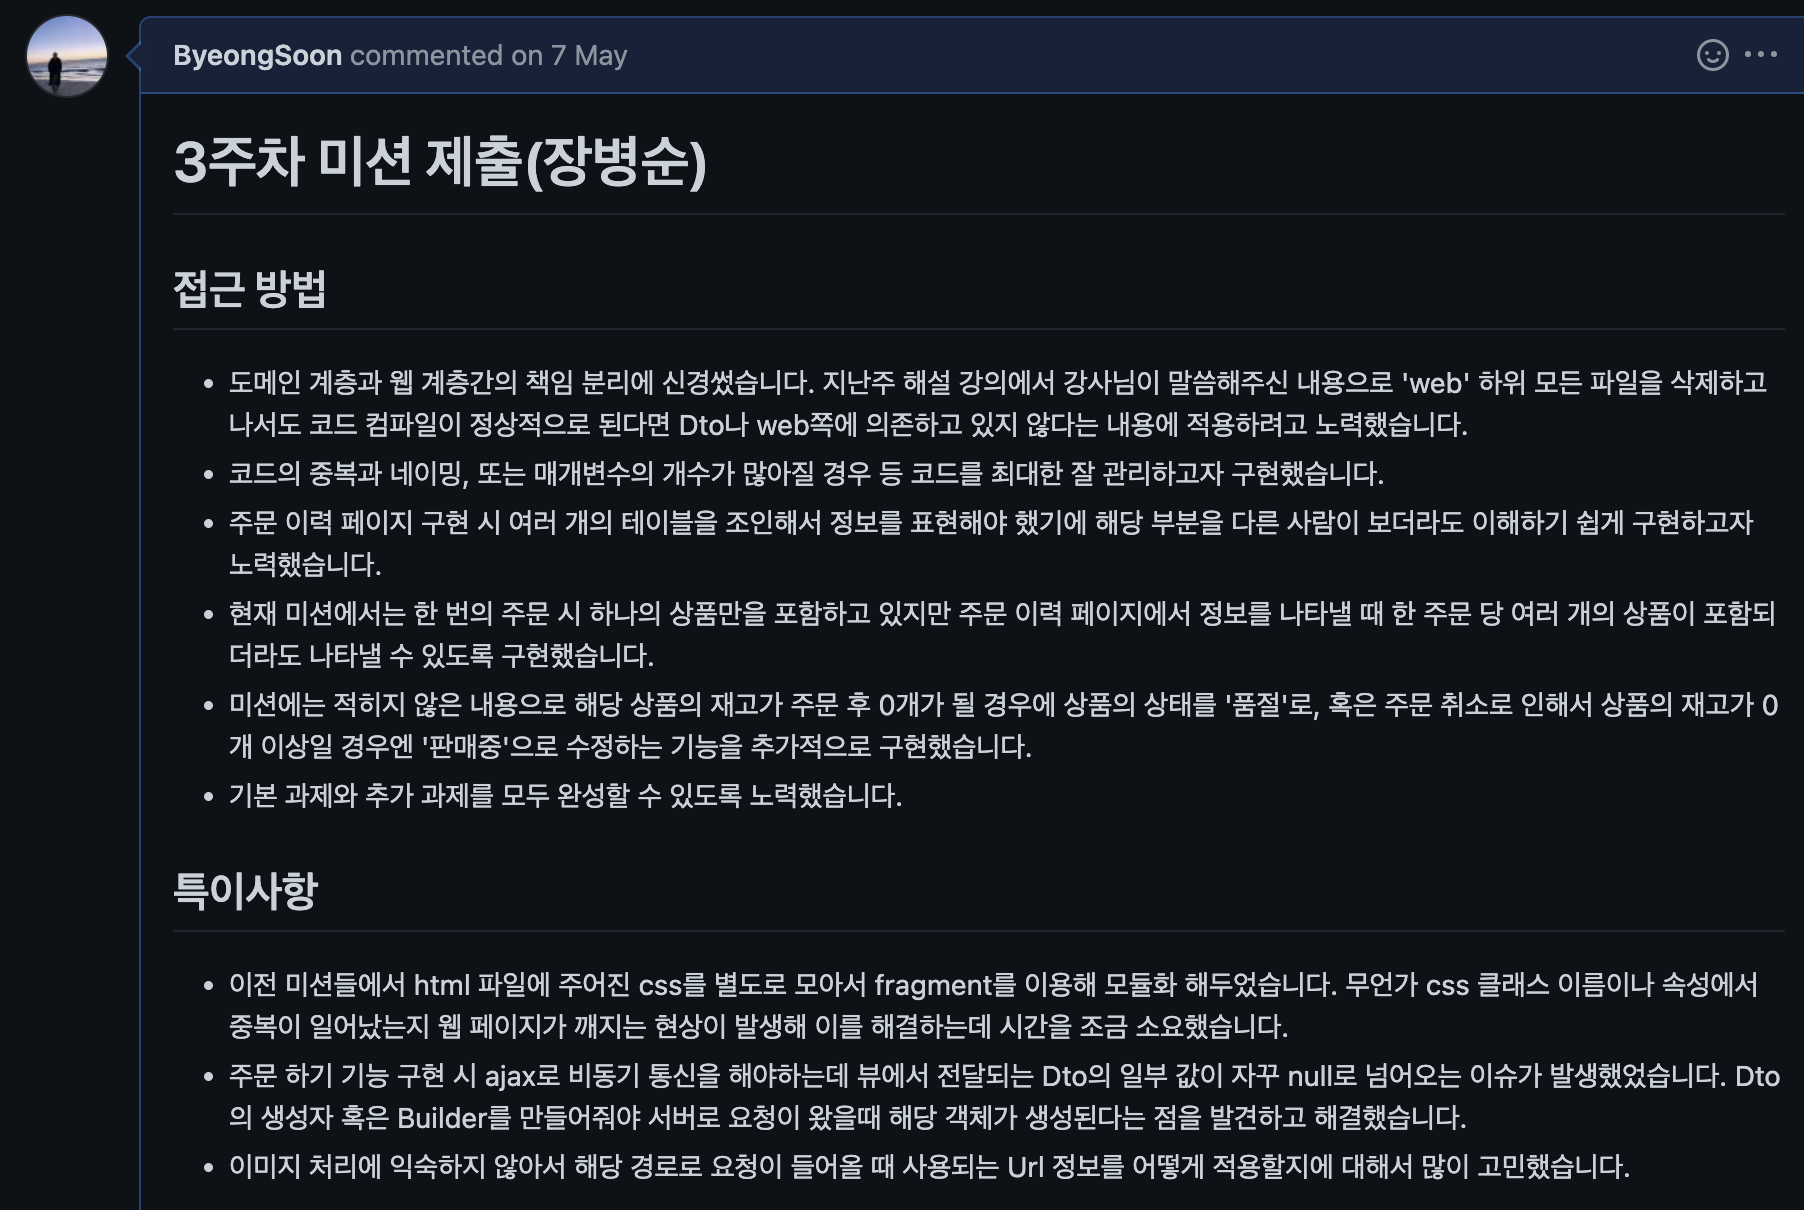 ByeongSoon commented on 7 May
3주차 미션 제출(장병순)
접근 방법
도메인 계층과 웹 계층간의 책임 분리에 신경썼습니다. 지난주 해설 강의에서 강사님이 말씀해주신 내용으로 'web' 하위 모든 파일을 삭제하고
나서도 코드 컴파일이 정상적으로 된다면 Dto나 web쪽에 의존하고 있지 않다는 내용에 적용하려고 노력했습니다.
코드의 중복과 네이밍, 또는 매개변수의 개수가 많아질 경우 등 코드를 최대한 잘 관리하고자 구현했습니다.
주문 이력 페이지 구현 시 여러 개의 테이블을 조인해서 정보를 표현해야 했기에 해당 부분을 다른 사람이 보더라도 이해하기 쉽게 구현하고자
노력했습니다.
현재 미션에서는 한 번의 주문 시 하나의 상품만을 포함하고 있지만 주문 이력 페이지에서 정보를 나타낼 때 한 주문 당 여러 개의 상품이 포함되
더라도 나타낼 수 있도록 구현했습니다.
미션에는 적히지 않은 내용으로 해당 상품의 재고가 주문 후 0개가 될 경우에 상품의 상태를 '품절'로, 혹은 주문 취소로 인해서 상품의 재고가 0
개 이상일 경우엔 '판매중'으로 수정하는 기능을 추가적으로 구현했습니다.
기본 과제와 추가 과제를 모두 완성할 수 있도록 노력했습니다.
특이사항
이전 미션들에서 html 파일에 주어진 css를 별도로 모아서 fragment를 이용해 모듈화 해두었습니다. 무언가 css 클래스 이름이나 속성에서
중복이 일어났는지 웹 페이지가 깨지는 현상이 발생해 이를 해결하는데 시간을 조금 소요했습니다.
주문 하기 기능 구현 시 ajax로 비동기 통신을 해야하는데 뷰에서 전달되는 Dto의 일부 값이 자꾸 null로 넘어오는 이슈가 발생했었습니다. Dto
의 생성자 혹은 Builder를 만들어줘야 서버로 요청이 왔을때 해당 객체가 생성된다는 점을 발견하고 해결했습니다.
이미지 처리에 익숙하지 않아서 해당 경로로 요청이 들어올 때 사용되는 Url 정보를 어떻게 적용할지에 대해서 많이 고민했습니다.